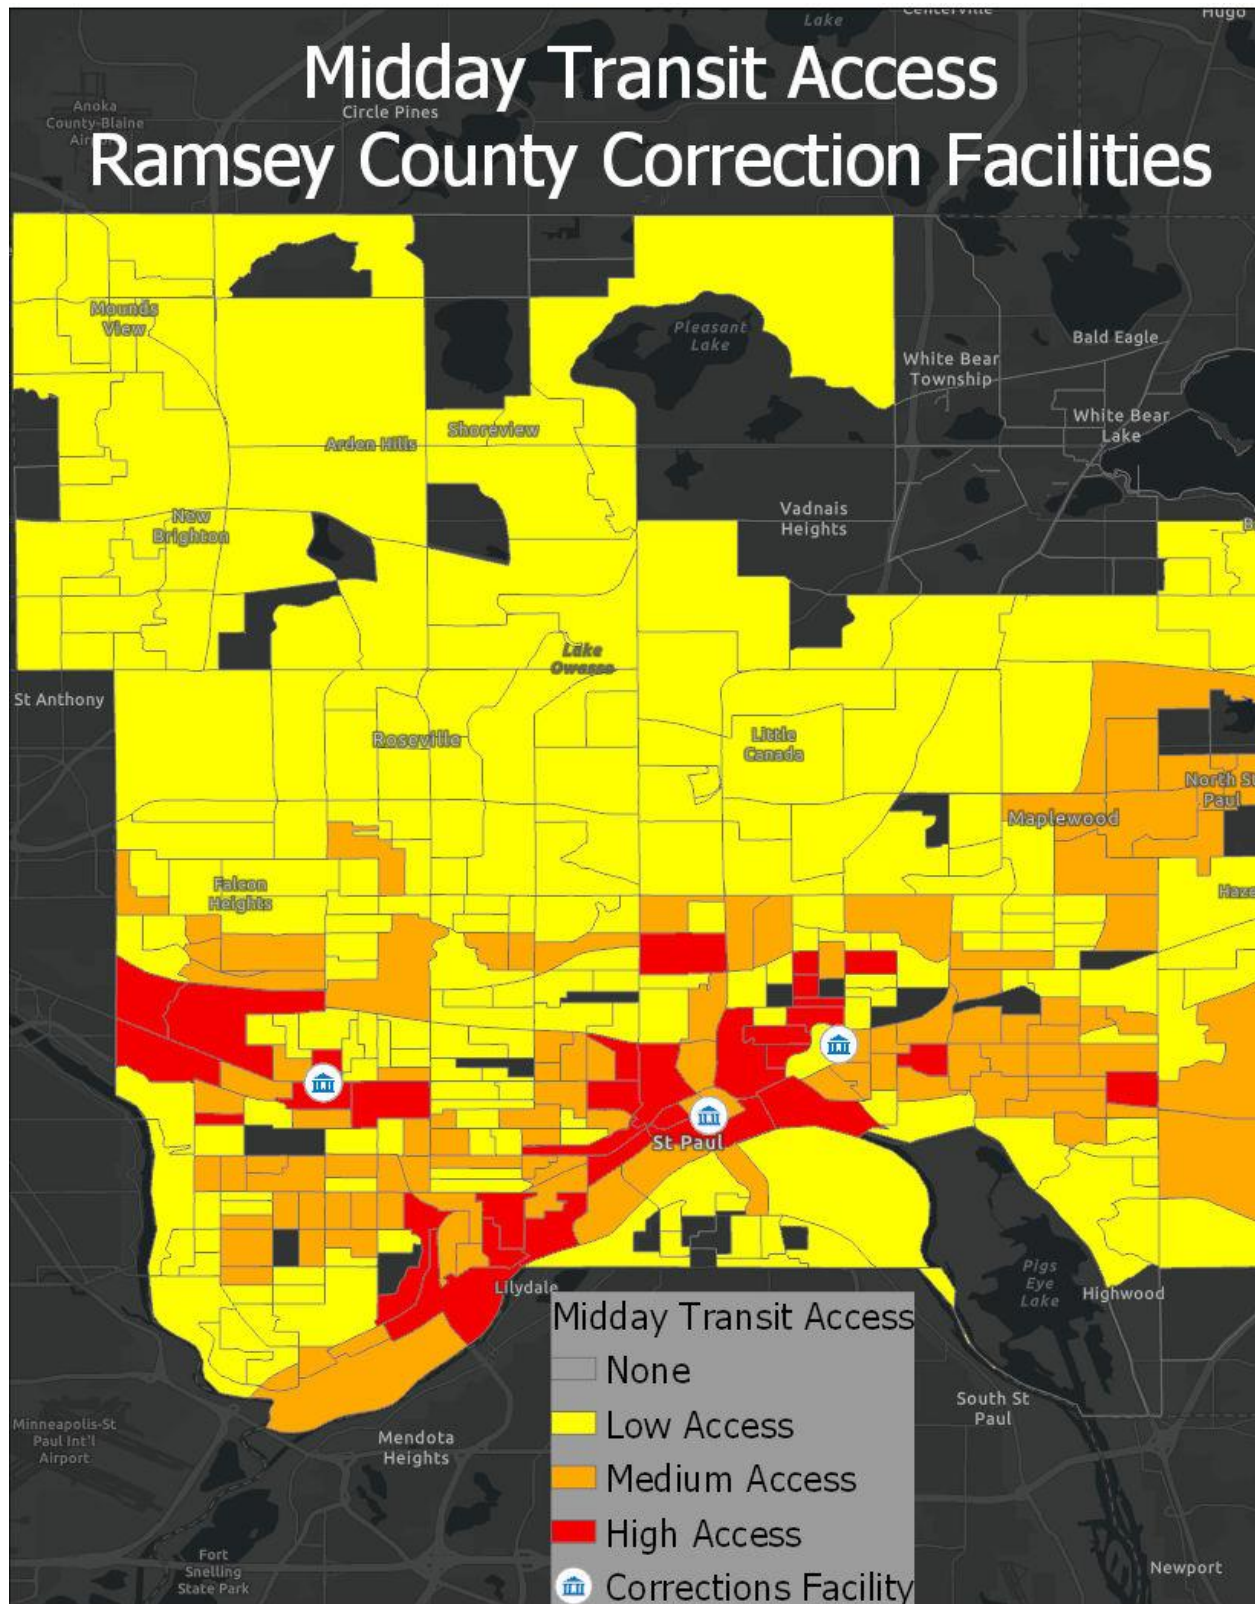 Lake
Centerville
Hugo
Midday Transit Access
Anoka
County-Blaine
Circle Pines
Ramsey County Correction Facilities
Mounds
View
Pleasant
Lake
Bald Eagle
White Bear
Township
White Bear
Lake
Arden Hills
Shoreview
Vadnais
Heights
New
Brighton
B
Lake
Owasso
St Anthony
Roseville
Little
Canada
North St
Paul
Maplewood
Falcon
Heights
Haze
St Paul
Pigs
Eye
Lake
Highwood
Lilydale
Midday Transit Access
None
Low Access
Medium Access
High Access
Corrections Facility
South St
Paul
Minneapolis-St
Paul Int'l
Airport
Mendota
Heights
Fort
Snelling
State Park
Newport